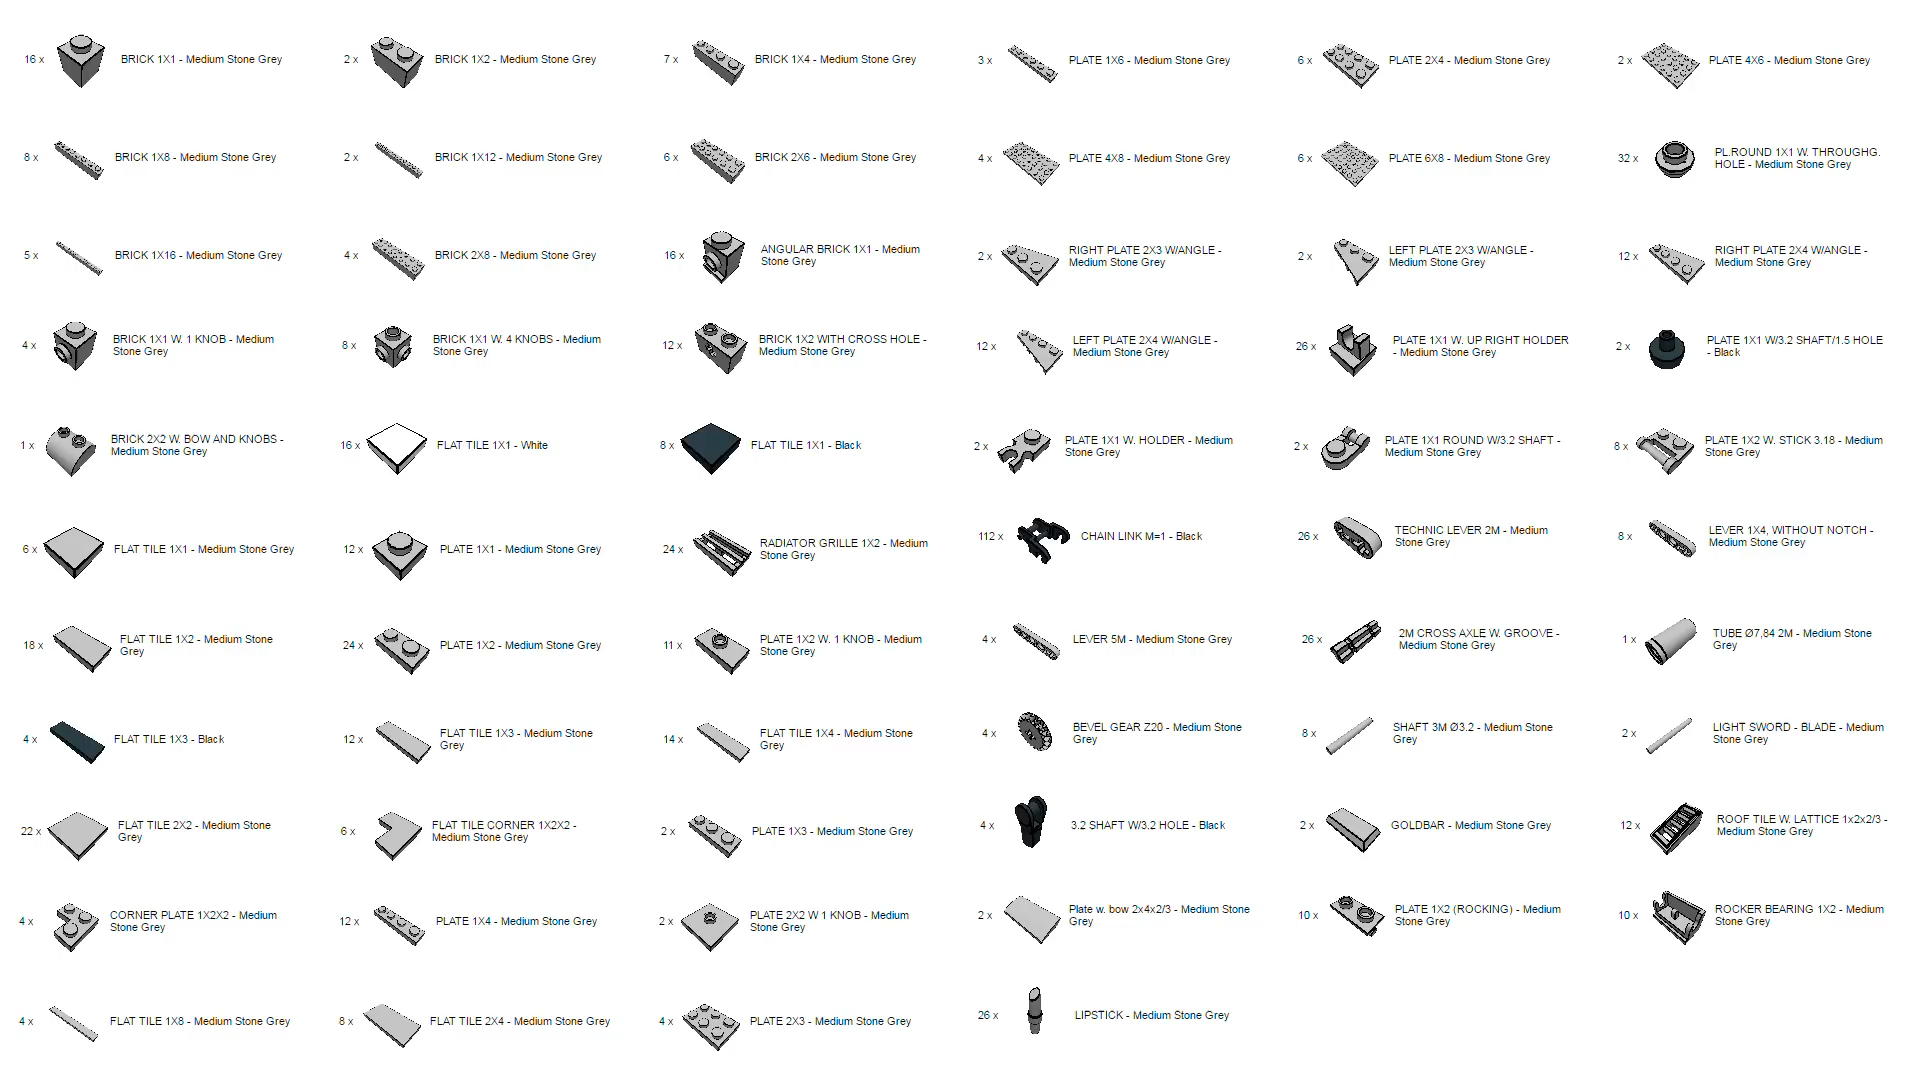 16 x BRICK 1X1 - Medium Stone Grey
2 x BRICK 1X2 - Medium Stone Grey
7 x BRICK 1X4 - Medium Stone Grey
3 x PLATE 1X6 - Medium Stone Grey
6 x PLATE 2X4 - Medium Stone Grey
2 x PLATE 4X6 - Medium Stone Grey
8 x BRICK 1X8 - Medium Stone Grey
2 x BRICK 1X12 - Medium Stone Grey
6 x BRICK 2X6 - Medium Stone Grey
4 x PLATE 4X8 - Medium Stone Grey
6 x PLATE 6X8 - Medium Stone Grey
32 x PL.ROUND 1X1 W. THROUGHG.
HOLE - Medium Stone Grey
5 x BRICK 1X16 - Medium Stone Grey
4 x BRICK 2X8 - Medium Stone Grey
16 x ANGULAR BRICK 1X1 - Medium
Stone Grey
2 x RIGHT PLATE 2X3 W/ANGLE -
Medium Stone Grey
2 x LEFT PLATE 2X3 W/ANGLE -
Medium Stone Grey
12 x RIGHT PLATE 2X4 W/ANGLE -
Medium Stone Grey
4 x BRICK 1X1 W. 1 KNOB - Medium
Stone Grey
8 x BRICK 1X1 W. 4 KNOBS - Medium
Stone Grey
12 x BRICK 1X2 WITH CROSS HOLE -
Medium Stone Grey
12 x LEFT PLATE 2X4 W/ANGLE -
Medium Stone Grey
26 x PLATE 1X1 W. UP RIGHT HOLDER
- Medium Stone Grey
2 x PLATE 1X1 W/3.2 SHAFT/1.5 HOLE
- Black
1 x BRICK 2X2 W. BOW AND KNOBS -
Medium Stone Grey
16 x FLAT TILE 1X1 - White
8 x FLAT TILE 1X1 - Black
2 x PLATE 1X1 W. HOLDER - Medium
Stone Grey
2 x PLATE 1X1 ROUND W/3.2 SHAFT -
Medium Stone Grey
8 x PLATE 1X2 W. STICK 3.18 - Medium
Stone Grey
6 x FLAT TILE 1X1 - Medium Stone Grey
12 x PLATE 1X1 - Medium Stone Grey
24 x RADIATOR GRILLE 1X2 - Medium
Stone Grey
112 x CHAIN LINK M=1 - Black
26 x TECHNIC LEVER 2M - Medium
Stone Grey
8 x LEVER 1X4, WITHOUT NOTCH -
Medium Stone Grey
18 x FLAT TILE 1X2 - Medium Stone
Grey
24 x PLATE 1X2 - Medium Stone Grey
11 x PLATE 1X2 W. 1 KNOB - Medium
Stone Grey
4 x LEVER 5M - Medium Stone Grey
26 x 2M CROSS AXLE W. GROOVE -
Medium Stone Grey
1 x TUBE Ø7,84 2M - Medium Stone
Grey
4 x FLAT TILE 1X3 - Black
12 x FLAT TILE 1X3 - Medium Stone
Grey
14 x FLAT TILE 1X4 - Medium Stone
Grey
4 x BEVEL GEAR Z20 - Medium Stone
Grey
8 x SHAFT 3M Ø3.2 - Medium Stone
Grey
2 x LIGHT SWORD - BLADE - Medium
Stone Grey
22 x FLAT TILE 2X2 - Medium Stone
Grey
6 x FLAT TILE CORNER 1X2X2 -
Medium Stone Grey
2 x PLATE 1X3 - Medium Stone Grey
4 x 3.2 SHAFT W/3.2 HOLE - Black
2 x GOLDBAR - Medium Stone Grey
12 x ROOF TILE W. LATTICE 1x2x2/3 -
Medium Stone Grey
4 x CORNER PLATE 1X2X2 - Medium
Stone Grey
12 x PLATE 1X4 - Medium Stone Grey
2 x PLATE 2X2 W 1 KNOB - Medium
Stone Grey
2 x Plate w. bow 2x4x2/3 - Medium Stone
Grey
10 x PLATE 1X2 (ROCKING) - Medium
Stone Grey
10 x ROCKER BEARING 1X2 - Medium
Stone Grey
4 x FLAT TILE 1X8 - Medium Stone Grey
8 x FLAT TILE 2X4 - Medium Stone Grey
4 x PLATE 2X3 - Medium Stone Grey
26 x LIPSTICK - Medium Stone Grey